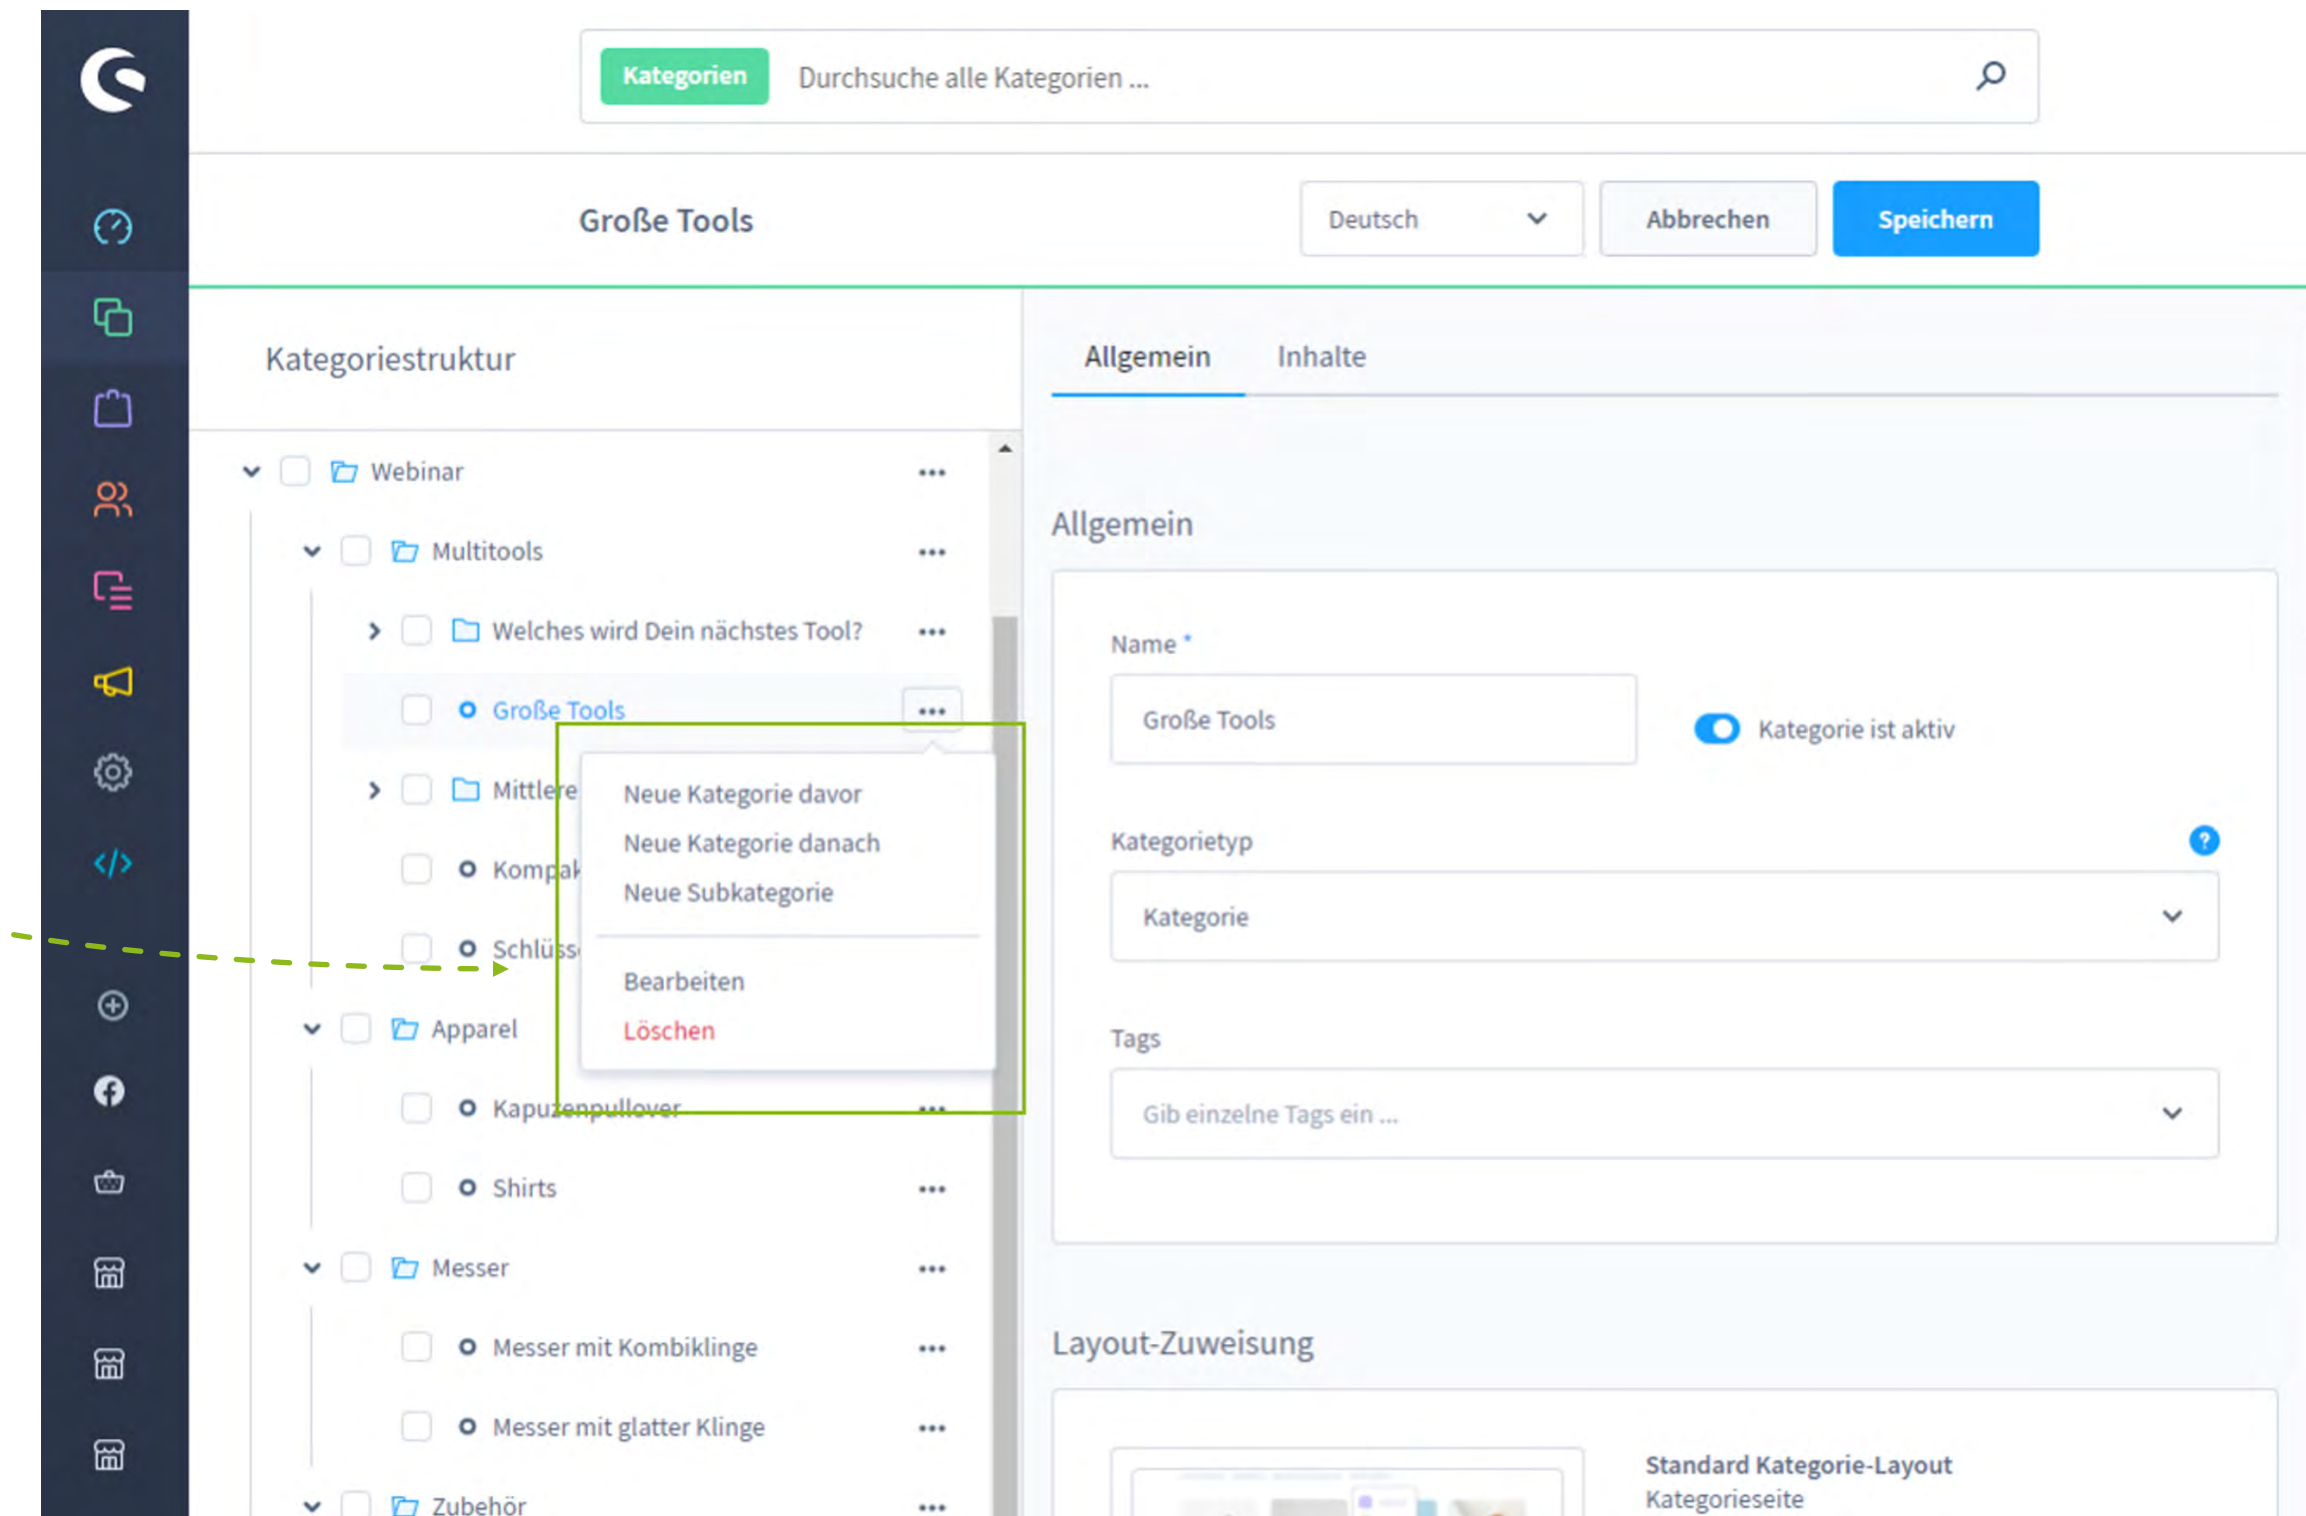 Kategorien
Durchsuche alle Kategorien ...
Große Tools
Deutsch
Abbrechen
Speichern
Kategoriestruktur
Webinar
Multitools
Welches wird Dein nächstes Tool?
Große Tools
Mittlere
Kompak
Schlüss
Apparel
Kapuzenpullover
Shirts
Messer
Messer mit Kombiklinge
Messer mit glatter Klinge
Zubehör
Neue Kategorie davor
Neue Kategorie danach
Neue Subkategorie
Bearbeiten
Löschen
Allgemein
Inhalte
Allgemein
Name *
Große Tools
Kategorie ist aktiv
Kategorietyp
?
Kategorie
Tags
Gib einzelne Tags ein ...
Layout-Zuweisung
Standard Kategorie-Layout
Kategorieseite